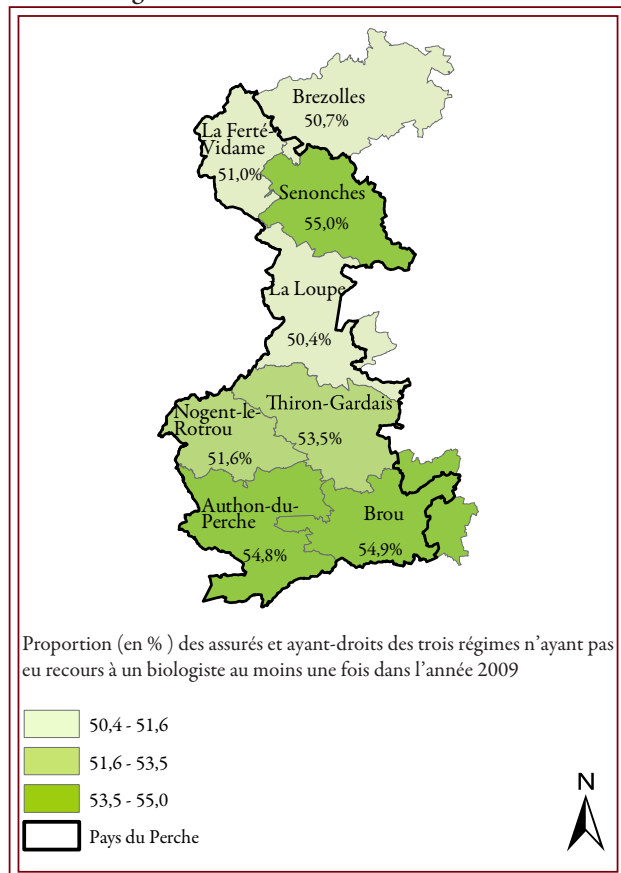 Brezolles
50,7%
La Ferté-
Vidame
51,0%
Senonches
55,0%
La Loupe
50,4%
Thiron-Gardais
53,5%
Nogent-le-
Rotrou
51,6%
Authon-du-
Perche
54,8%
Brou
54,9%
Proportion (en % ) des assurés et ayant-droits des trois régimes n'ayant pas
eu recours à un biologiste au moins une fois dans l'année 2009
50,4 - 51,6
51,6 - 53,5
53,5 - 55,0
Pays du Perche
N